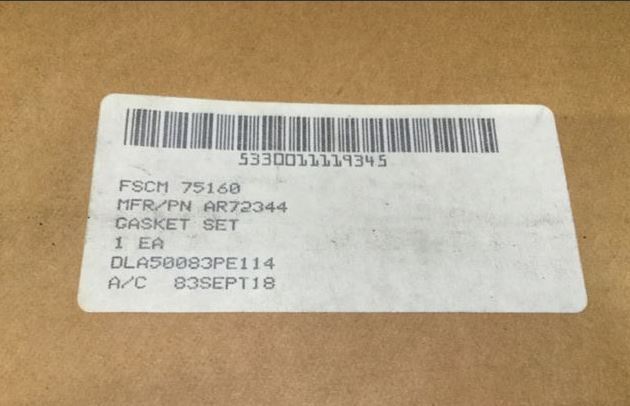 5330011119345
FSCM 75160
MFR/PN AR72344
GASKET SET
1 EA
DLA50083PE114
A/C 83SEPT18